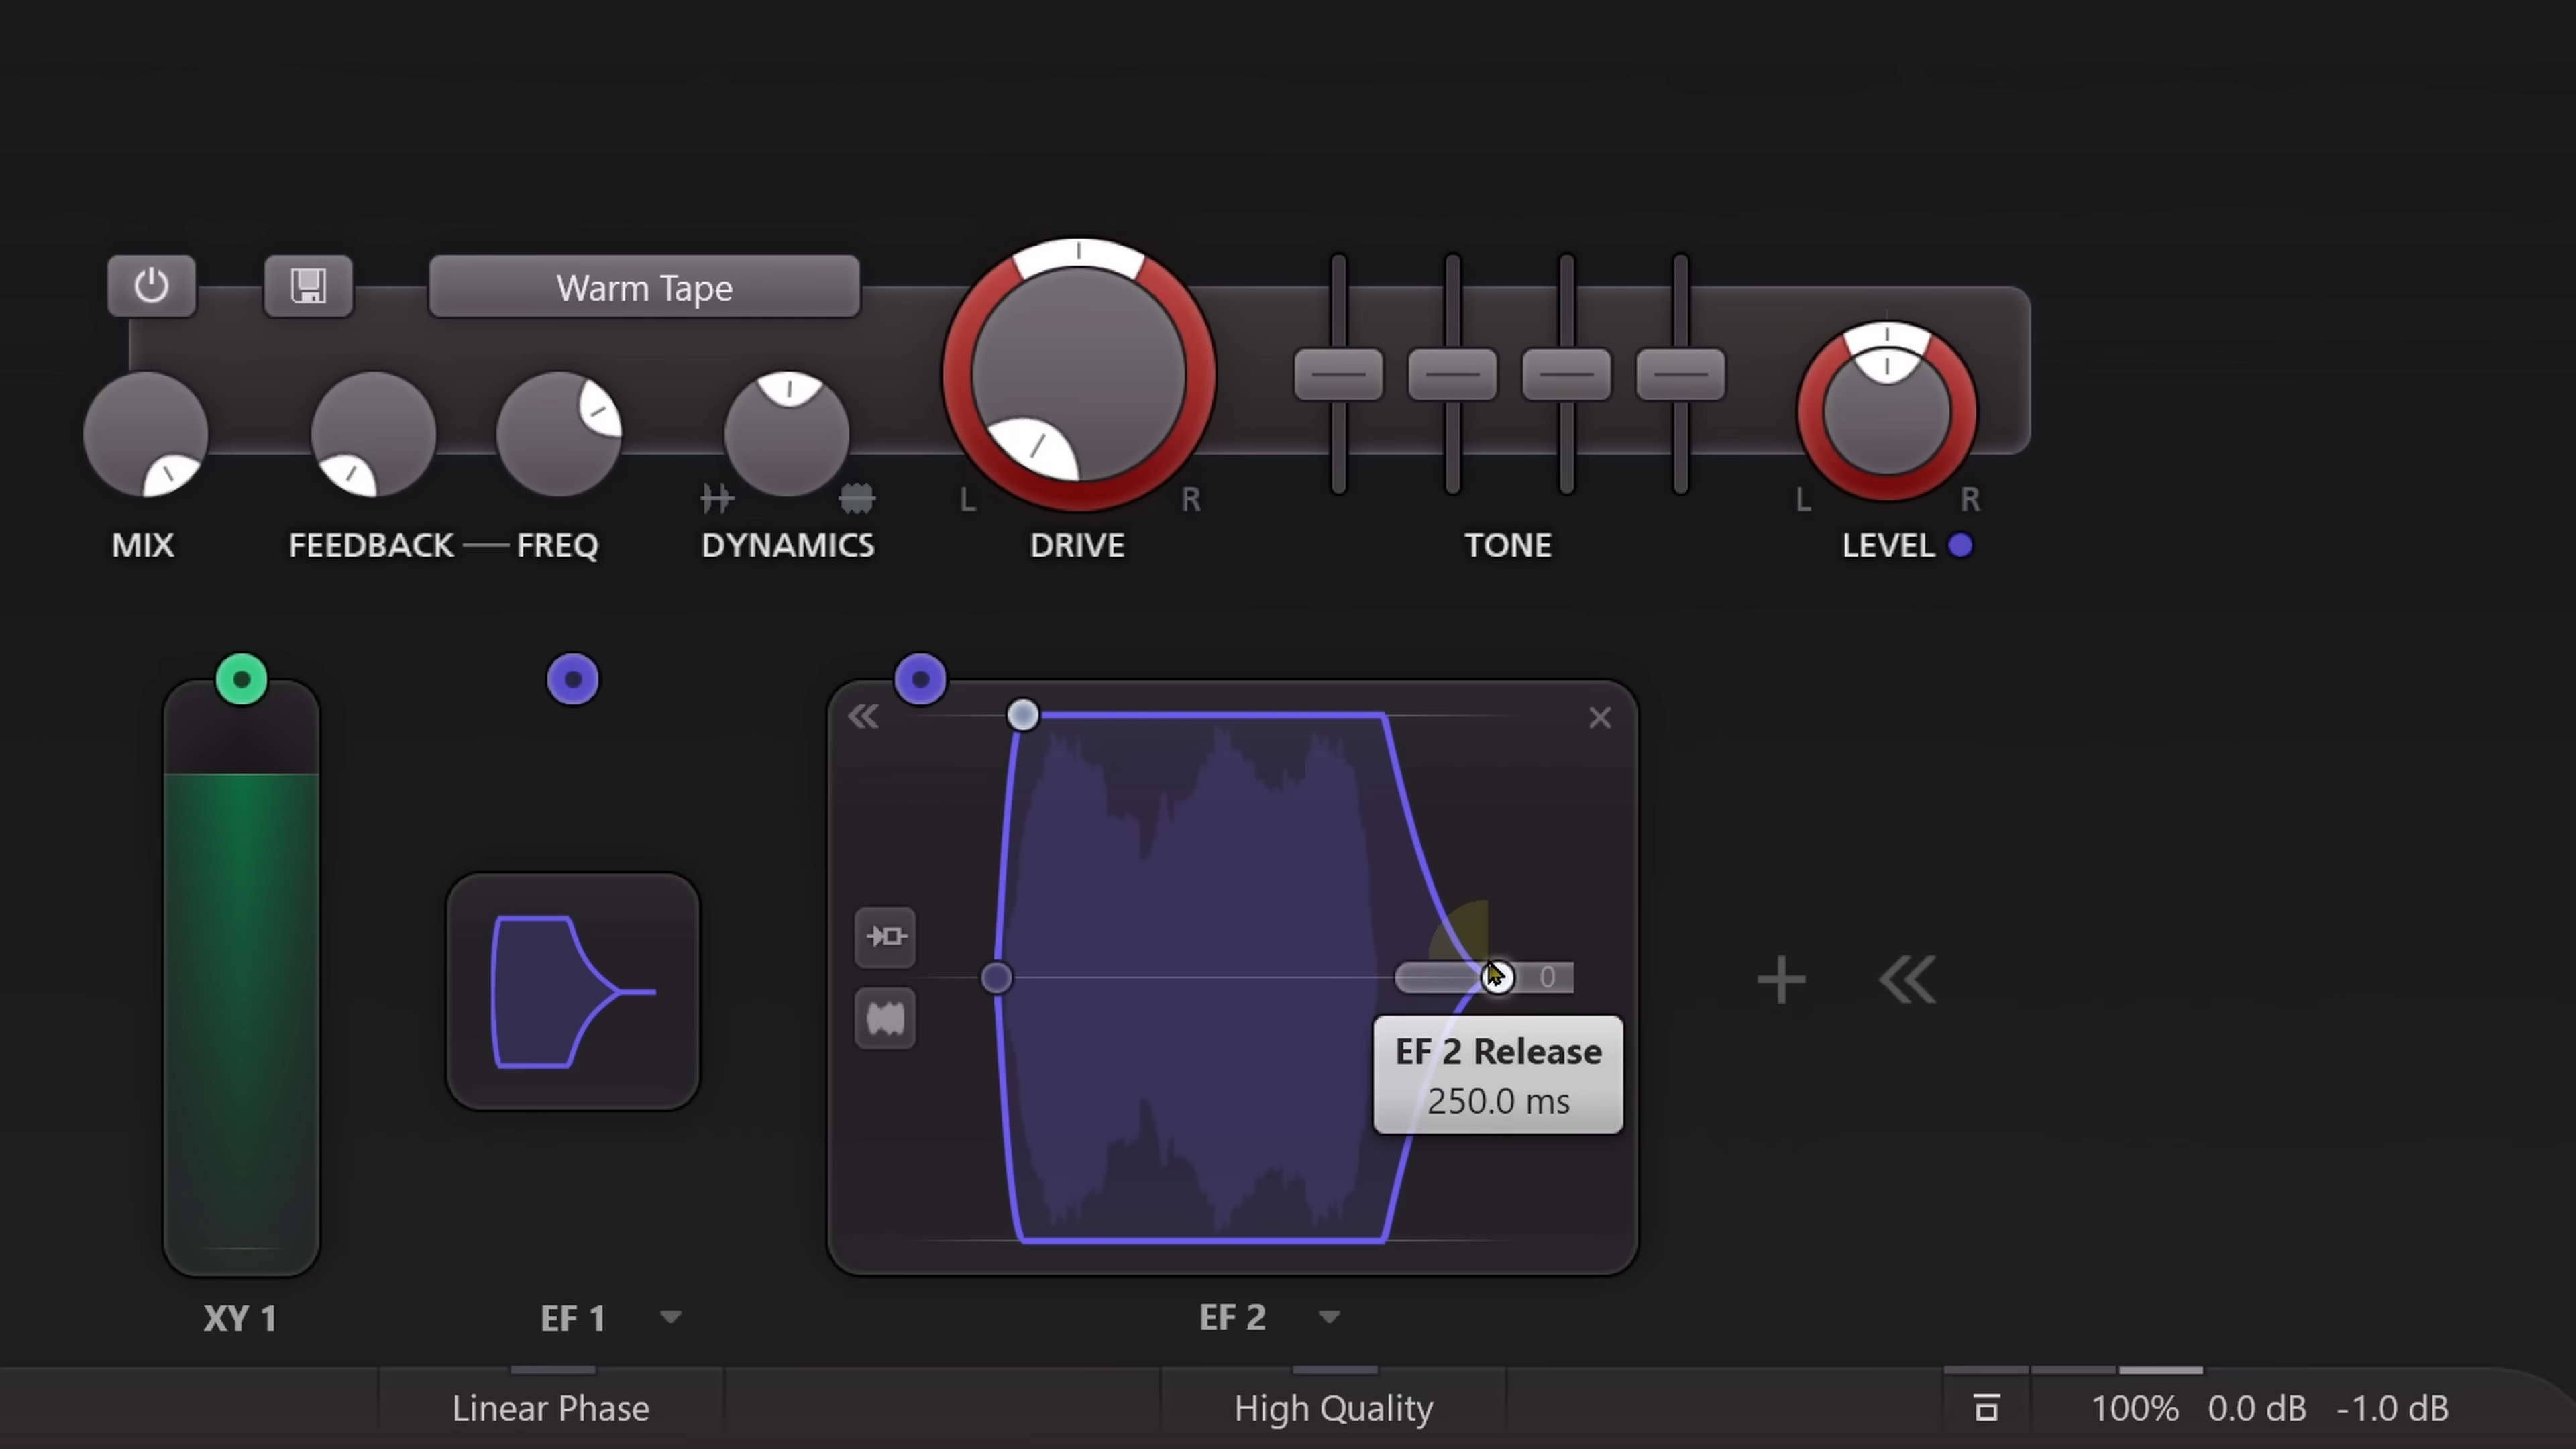 Warm Tape
L R L R
MIX FEEDBACK FREQ DYNAMICS DRIVE TONE LEVEL
0
EF 2 Release
250.0 ms
XY 1 EF 1 EF 2
Linear Phase High Quality 100% 0.0 dB -1.0 dB